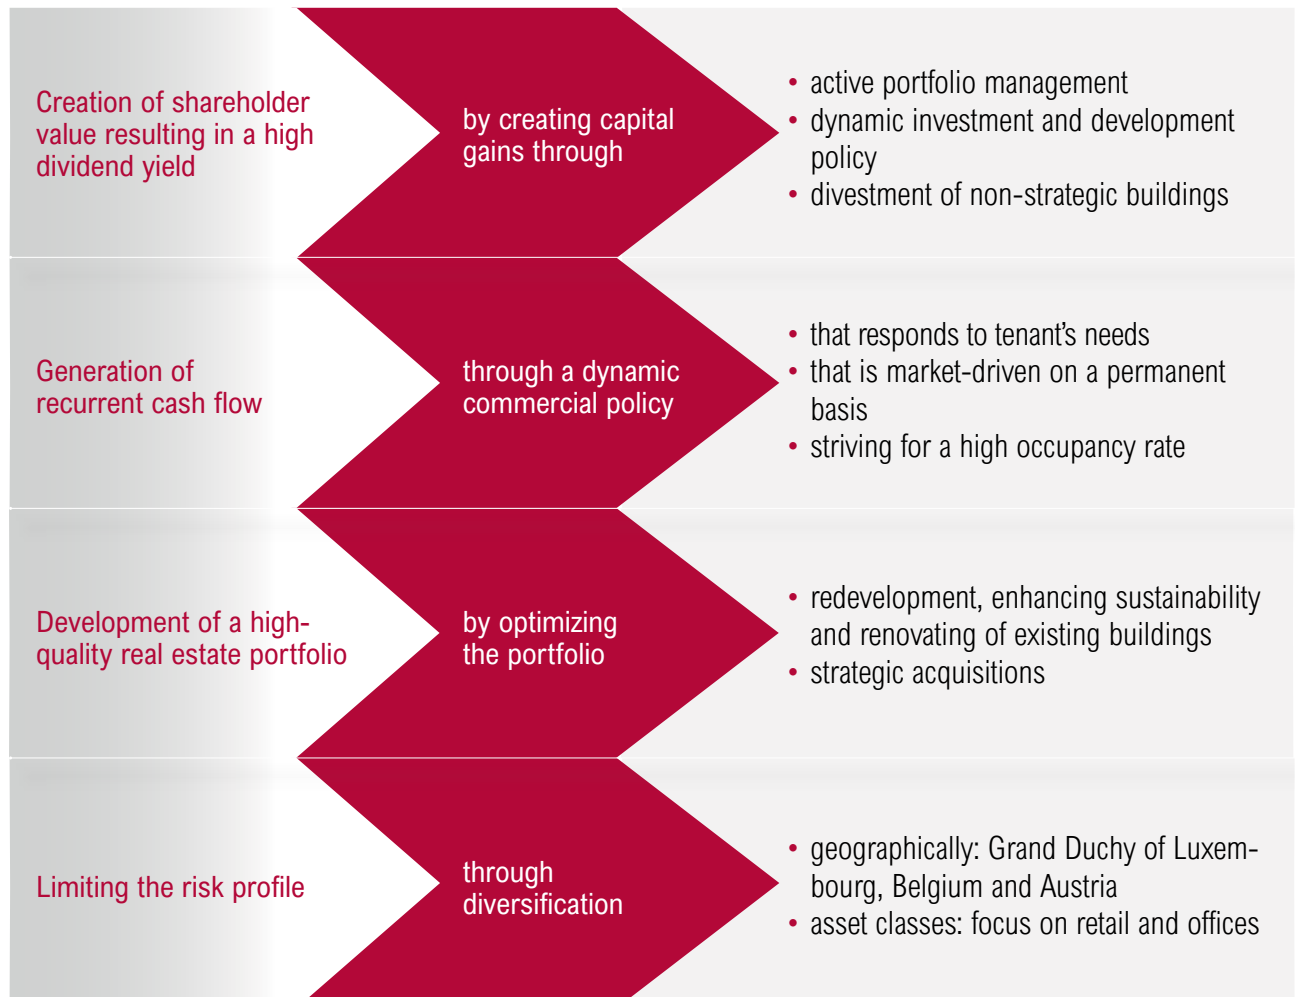 Creation of shareholder
value resulting in a high
dividend yield
by creating capital
gains through
• active portfolio management
• dynamic investment and development
policy
• divestment of non-strategic buildings
Generation of
recurrent cash flow
through a dynamic
commercial policy
• that responds to tenant's needs
• that is market-driven on a permanent
basis
• striving for a high occupancy rate
Development of a high-
quality real estate portfolio
by optimizing
the portfolio
• redevelopment, enhancing sustainability
and renovating of existing buildings
• strategic acquisitions
Limiting the risk profile
through
diversification
• geographically: Grand Duchy of Luxem-
bourg, Belgium and Austria
• asset classes: focus on retail and offices